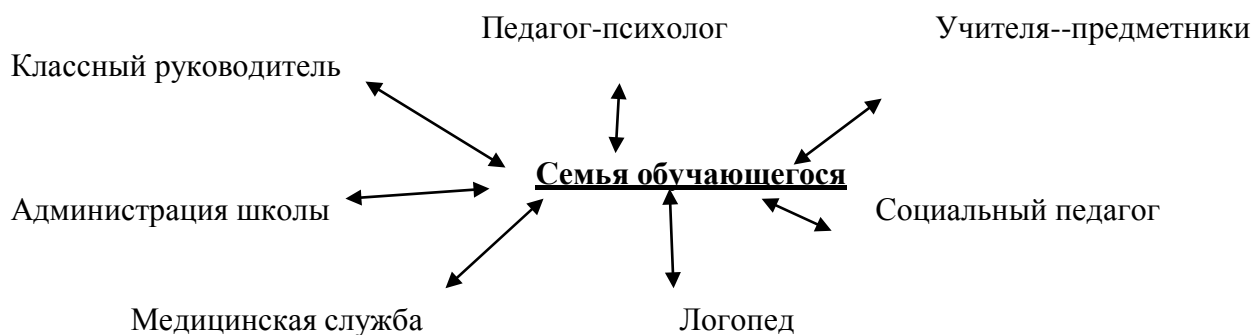 Педагог-психолог Учителя--предметники
Классный руководитель
Семья обучающегося
Администрация школы Социальный педагог
Медицинская служба Логопед